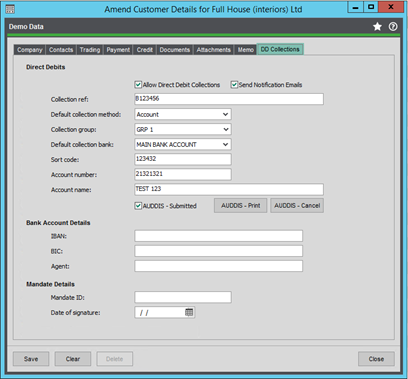 Amend Customer Details for Full House (interiors) Ltd
Demo Data
Company Contacts Trading Payment Credit Documents Attachments Memo DD Collections
Direct Debits
Allow Direct Debit Collections Send Notification Emails
Collection ref: B123456
Default collection method: Account
Collection group: GRP 1
Default collection bank: MAIN BANK ACCOUNT
Sort code: 123432
Account number: 21321321
Account name: TEST 123
AUDDIS - Submitted AUDDIS - Print AUDDIS - Cancel
Bank Account Details
IBAN:
BIC:
Agent:
Mandate Details
Mandate ID:
Date of signature: / /
Save Clear Delete Close